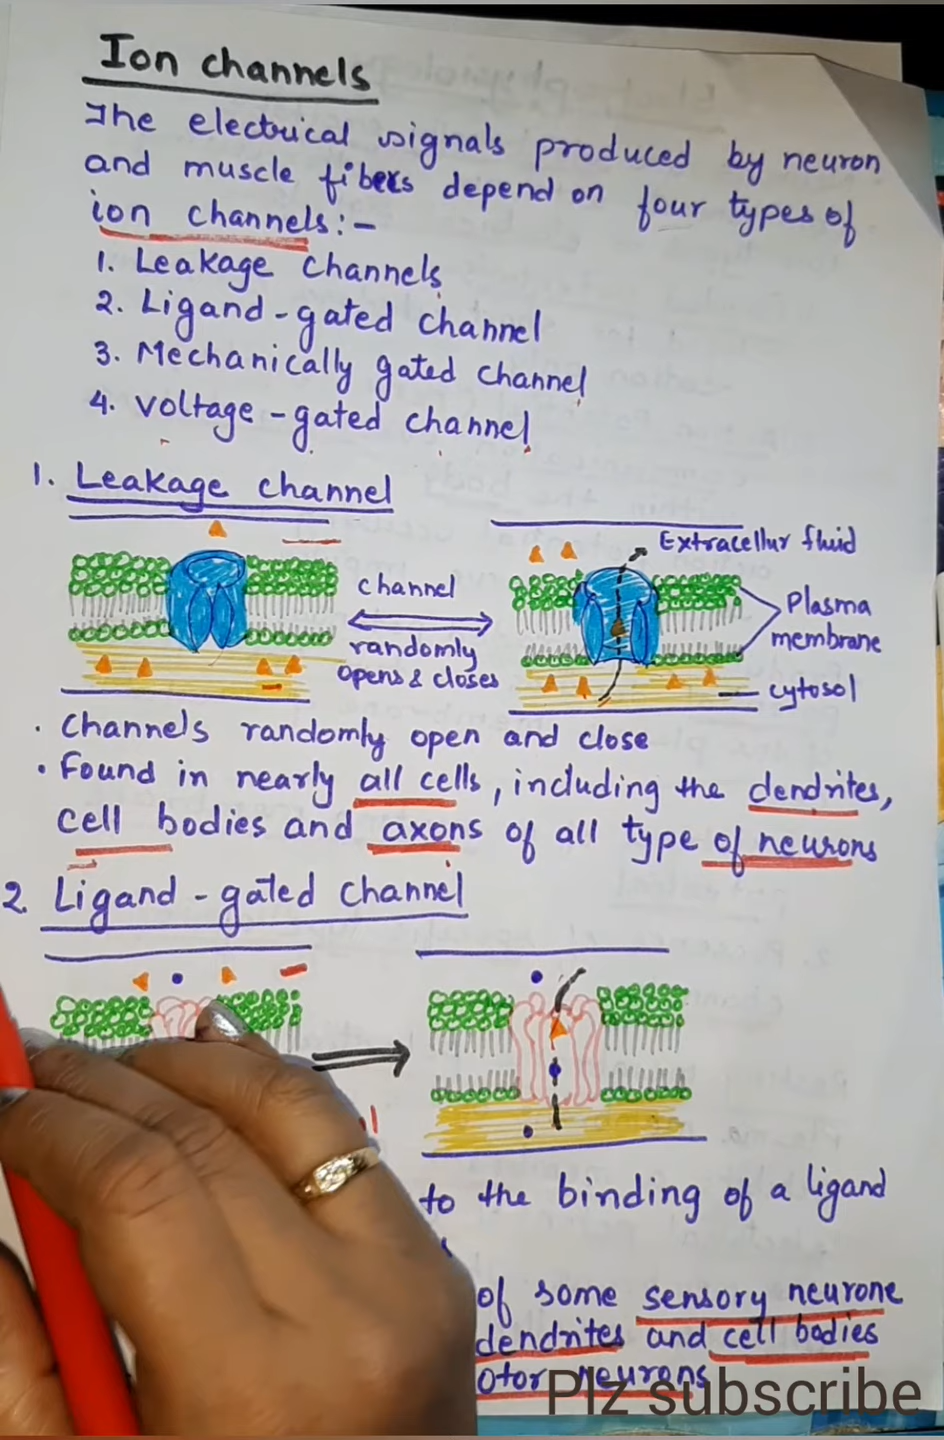 Ion channels
The electrical signals produced by neuron
and muscle fibers depend on four types of
ion channels:-
1. Leakage channels
2. Ligand-gated channel
3. Mechanically gated channel
4. voltage-gated channel
1. Leakage channel
Extracellur fluid
channel
randomly
opens & closes
Plasma
membrane
cytosol
• Channels randomly open and close
• Found in nearly all cells, including the dendrites,
cell bodies and axons of all type of neurons
2. Ligand-gated channel
to the binding of a ligand
of some sensory neurone
dendrites and cell bodies
otor neurons
Plz subscribe